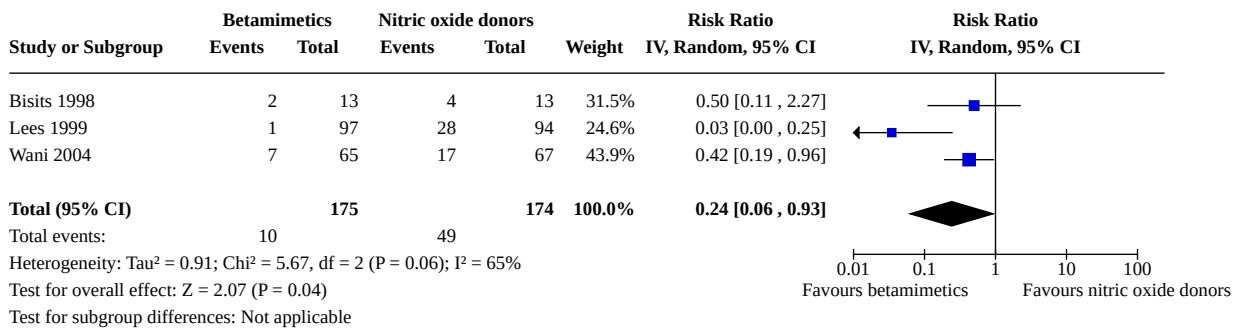 Betamimetics Nitric oxide donors Risk Ratio Risk Ratio
Study or Subgroup Events Total Events Total Weight IV, Random, 95% CI IV, Random, 95% CI
Bisits 1998 2 13 4 13 31.5% 0.50 [0.11 , 2.27]
Lees 1999 1 97 28 94 24.6% 0.03 [0.00 , 0.25]
Wani 2004 7 65 17 67 43.9% 0.42 [0.19 , 0.96]
Total (95% CI) 175 174 100.0% 0.24 [0.06 , 0.93]
Total events: 10 49
Heterogeneity: Tau² = 0.91; Chi² = 5.67, df = 2 (P = 0.06); I² = 65%
0.01 0.1 1 10 100
Test for overall effect: Z = 2.07 (P = 0.04)
Favours betamimetics Favours nitric oxide donors
Test for subgroup differences: Not applicable